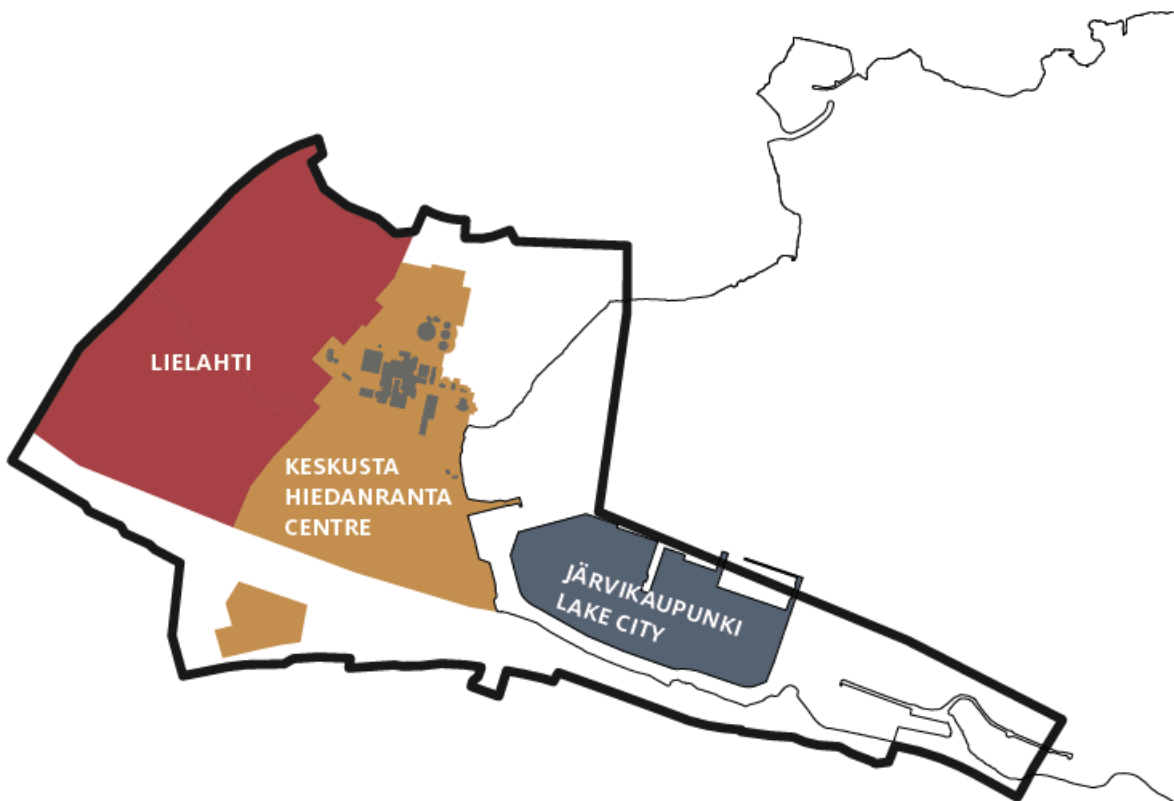 LIELAHTI
KESKUSTA
HIEDANRANTA
CENTRE
JÄRVIKAUPUNKI
LAKE CITY